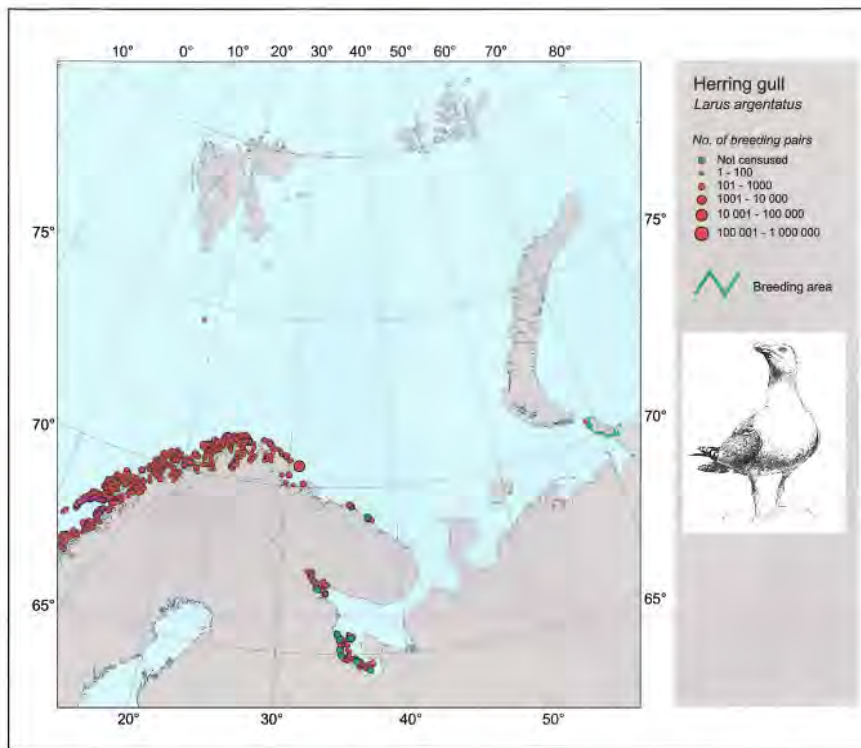 10° 0° 10° 20° 30° 40° 50° 60° 70° 80°
75° 75°
70° 70°
65° 65°
20° 30° 40° 50°
Herring gull
Larus argentatus
No. of breeding pairs
Not censused
1 - 100
101 - 1000
1001 - 10 000
10 001 - 100 000
100 001 - 1 000 000
Breeding area